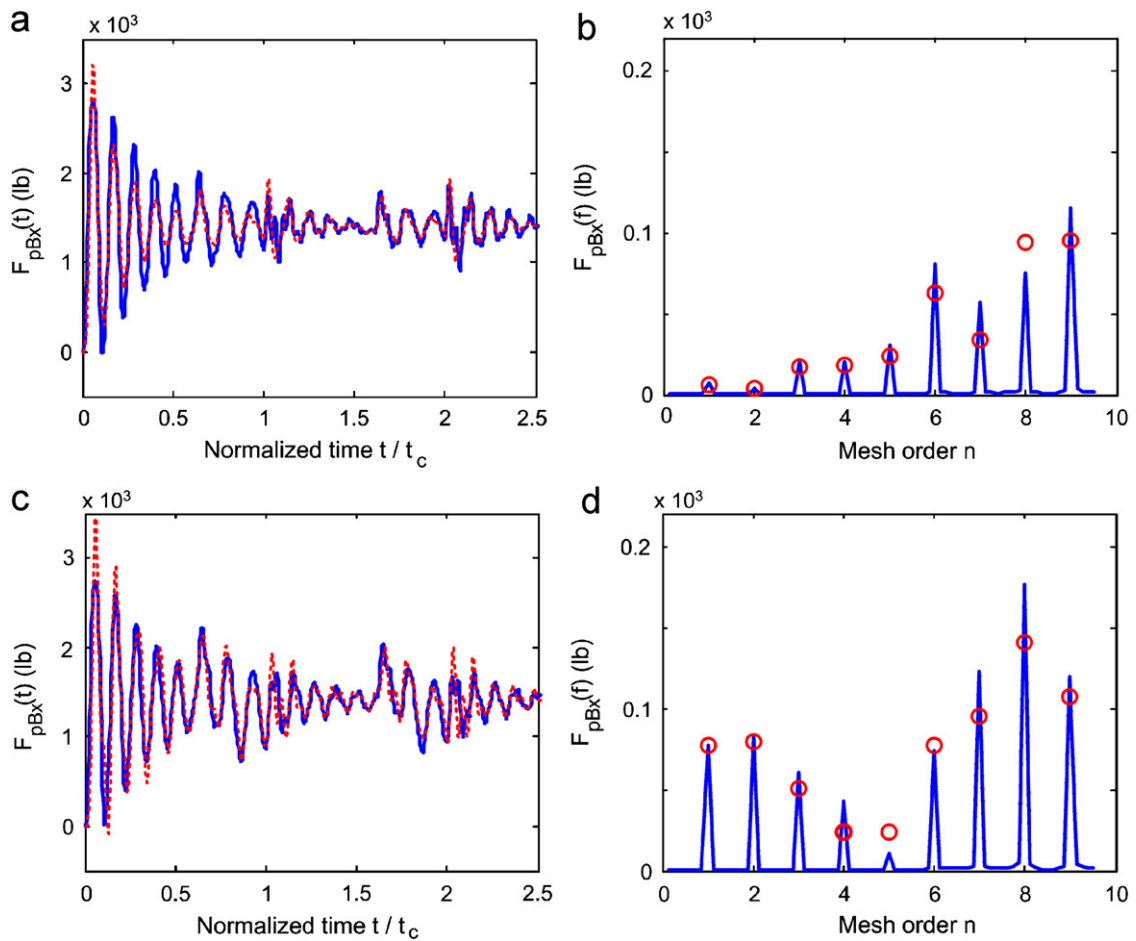 a
x 10³
F_pBx(t) (lb)
3
2
1
0
0 0.5 1 1.5 2 2.5
Normalized time t / t_c
b
x 10³
F_pBx(f) (lb)
0.2
0.1
0
0 2 4 6 8 10
Mesh order n
c
x 10³
F_pBx(t) (lb)
3
2
1
0
0 0.5 1 1.5 2 2.5
Normalized time t / t_c
d
x 10³
F_pBx(f) (lb)
0.2
0.1
0
0 2 4 6 8 10
Mesh order n